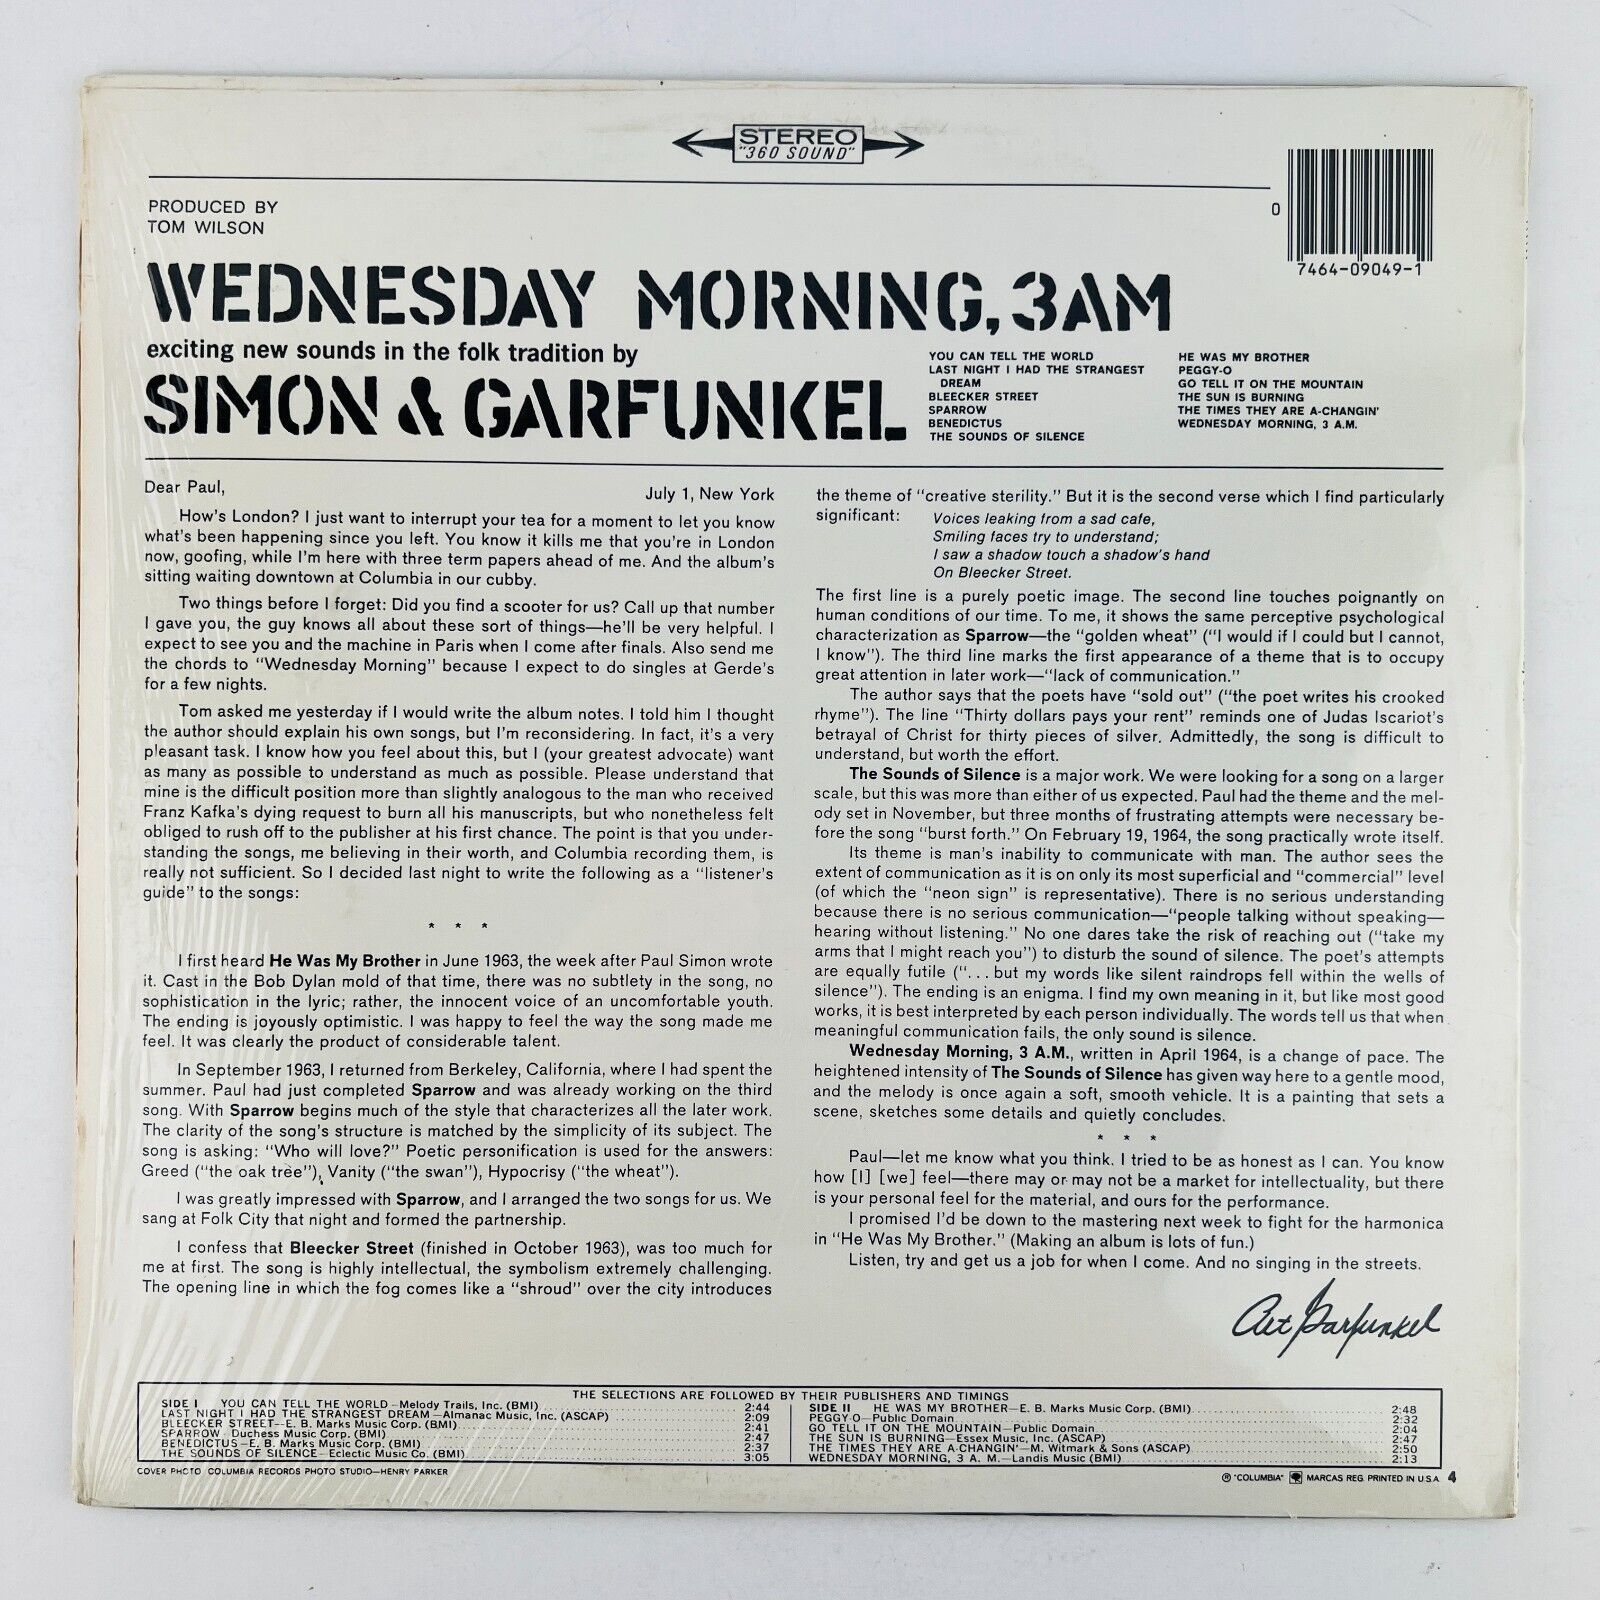 STEREO
"360 SOUND"
PRODUCED BY
TOM WILSON
0
7464-09049-1
WEDNESDAY MORNING, 3AM
exciting new sounds in the folk tradition by
SIMON & GARFUNKEL
YOU CAN TELL THE WORLD
LAST NIGHT I HAD THE STRANGEST
DREAM
BLEECKER STREET
SPARROW
BENEDICTUS
THE SOUNDS OF SILENCE
HE WAS MY BROTHER
PEGGY-O
GO TELL IT ON THE MOUNTAIN
THE SUN IS BURNING
THE TIMES THEY ARE A-CHANGIN'
WEDNESDAY MORNING, 3 A.M.
Dear Paul,
July 1, New York
How's London? I just want to interrupt your tea for a moment to let you know
what's been happening since you left. You know it kills me that you're in London
now, goofing, while I'm here with three term papers ahead of me. And the album's
sitting waiting downtown at Columbia in our cubby.
Two things before I forget: Did you find a scooter for us? Call up that number
I gave you, the guy knows all about these sort of things—he'll be very helpful. I
expect to see you and the machine in Paris when I come after finals. Also send me
the chords to "Wednesday Morning" because I expect to do singles at Gerde's
for a few nights.
Tom asked me yesterday if I would write the album notes. I told him I thought
the author should explain his own songs, but I'm reconsidering. In fact, it's a very
pleasant task. I know how you feel about this, but I (your greatest advocate) want
as many as possible to understand as much as possible. Please understand that
mine is the difficult position more than slightly analogous to the man who received
Franz Kafka's dying request to burn all his manuscripts, but who nonetheless felt
obliged to rush off to the publisher at his first chance. The point is that you under-
standing the songs, me believing in their worth, and Columbia recording them, is
really not sufficient. So I decided last night to write the following as a "listener's
guide" to the songs:
* * *
I first heard He Was My Brother in June 1963, the week after Paul Simon wrote
it. Cast in the Bob Dylan mold of that time, there was no subtlety in the song, no
sophistication in the lyric; rather, the innocent voice of an uncomfortable youth.
The ending is joyously optimistic. I was happy to feel the way the song made me
feel. It was clearly the product of considerable talent.
In September 1963, I returned from Berkeley, California, where I had spent the
summer. Paul had just completed Sparrow and was already working on the third
song. With Sparrow begins much of the style that characterizes all the later work.
The clarity of the song's structure is matched by the simplicity of its subject. The
song is asking: "Who will love?" Poetic personification is used for the answers:
Greed ("the oak tree"), Vanity ("the swan"), Hypocrisy ("the wheat").
I was greatly impressed with Sparrow, and I arranged the two songs for us. We
sang at Folk City that night and formed the partnership.
I confess that Bleecker Street (finished in October 1963), was too much for
me at first. The song is highly intellectual, the symbolism extremely challenging.
The opening line in which the fog comes like a "shroud" over the city introduces
the theme of "creative sterility." But it is the second verse which I find particularly
significant: Voices leaking from a sad cafe,
Smiling faces try to understand;
I saw a shadow touch a shadow's hand
On Bleecker Street.
The first line is a purely poetic image. The second line touches poignantly on
human conditions of our time. To me, it shows the same perceptive psychological
characterization as Sparrow—the "golden wheat" ("I would if I could but I cannot,
I know"). The third line marks the first appearance of a theme that is to occupy
great attention in later work—"lack of communication."
The author says that the poets have "sold out" ("the poet writes his crooked
rhyme"). The line "Thirty dollars pays your rent" reminds one of Judas Iscariot's
betrayal of Christ for thirty pieces of silver. Admittedly, the song is difficult to
understand, but worth the effort.
The Sounds of Silence is a major work. We were looking for a song on a larger
scale, but this was more than either of us expected. Paul had the theme and the mel-
ody set in November, but three months of frustrating attempts were necessary be-
fore the song "burst forth." On February 19, 1964, the song practically wrote itself.
Its theme is man's inability to communicate with man. The author sees the
extent of communication as it is on only its most superficial and "commercial" level
(of which the "neon sign" is representative). There is no serious understanding
because there is no serious communication—"people talking without speaking—
hearing without listening." No one dares take the risk of reaching out ("take my
arms that I might reach you") to disturb the sound of silence. The poet's attempts
are equally futile ("...but my words like silent raindrops fell within the wells of
silence"). The ending is an enigma. I find my own meaning in it, but like most good
works, it is best interpreted by each person individually. The words tell us that when
meaningful communication fails, the only sound is silence.
Wednesday Morning, 3 A.M., written in April 1964, is a change of pace. The
heightened intensity of The Sounds of Silence has given way here to a gentle mood,
and the melody is once again a soft, smooth vehicle. It is a painting that sets a
scene, sketches some details and quietly concludes.
* * *
Paul—let me know what you think. I tried to be as honest as I can. You know
how [I] [we] feel—there may or may not be a market for intellectuality, but there
is your personal feel for the material, and ours for the performance.
I promised I'd be down to the mastering next week to fight for the harmonica
in "He Was My Brother." (Making an album is lots of fun.)
Listen, try and get us a job for when I come. And no singing in the streets.
Art Garfunkel
THE SELECTIONS ARE FOLLOWED BY THEIR PUBLISHERS AND TIMINGS
SIDE I YOU CAN TELL THE WORLD—Melody Trails, Inc. (BMI) 2:44
LAST NIGHT I HAD THE STRANGEST DREAM—Almanac Music, Inc. (ASCAP) 2:09
BLEECKER STREET—E. B. Marks Music Corp. (BMI) 2:41
SPARROW—Duchess Music Corp. (BMI) 2:47
BENEDICTUS—E. B. Marks Music Corp. (BMI) 2:37
THE SOUNDS OF SILENCE—Eclectic Music Co. (BMI) 3:05
SIDE II HE WAS MY BROTHER—E. B. Marks Music Corp. (BMI) 2:48
PEGGY-O—Public Domain 2:32
GO TELL IT ON THE MOUNTAIN—Public Domain 2:04
THE SUN IS BURNING—Essex Music, Inc. (ASCAP) 2:47
THE TIMES THEY ARE A-CHANGIN'—M. Witmark & Sons (ASCAP) 2:50
WEDNESDAY MORNING, 3 A. M.—Landis Music (BMI) 2:13
COVER PHOTO COLUMBIA RECORDS PHOTO STUDIO—HENRY PARKER
® "COLUMBIA" MARCAS REG. PRINTED IN U.S.A. 4